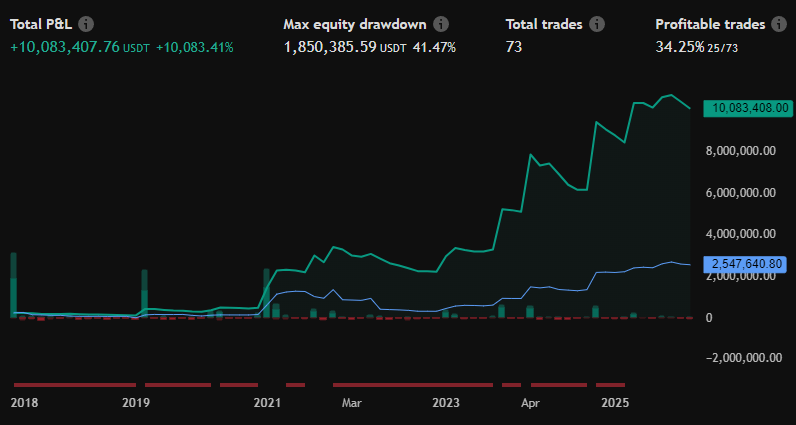 Total P&L
Max equity drawdown
Total trades
Profitable trades
+10,083,407.76 USDT +10,083.41%
1,850,385.59 USDT 41.47%
73
34.25% 25/73
10,083,408.00
8,000,000.00
6,000,000.00
4,000,000.00
2,547,640.80
2,000,000.00
0
−2,000,000.00
2018
2019
2021
Mar
2023
Apr
2025